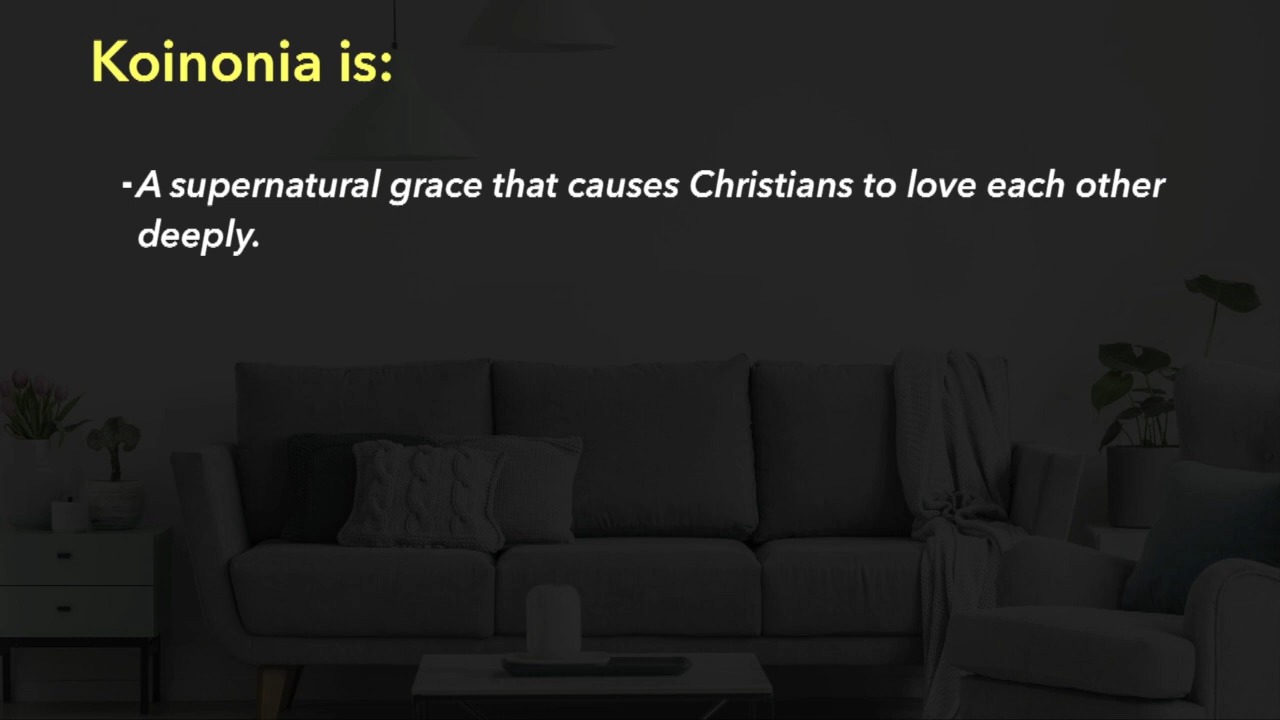 Koinonia is:
-A supernatural grace that causes Christians to love each other
deeply.